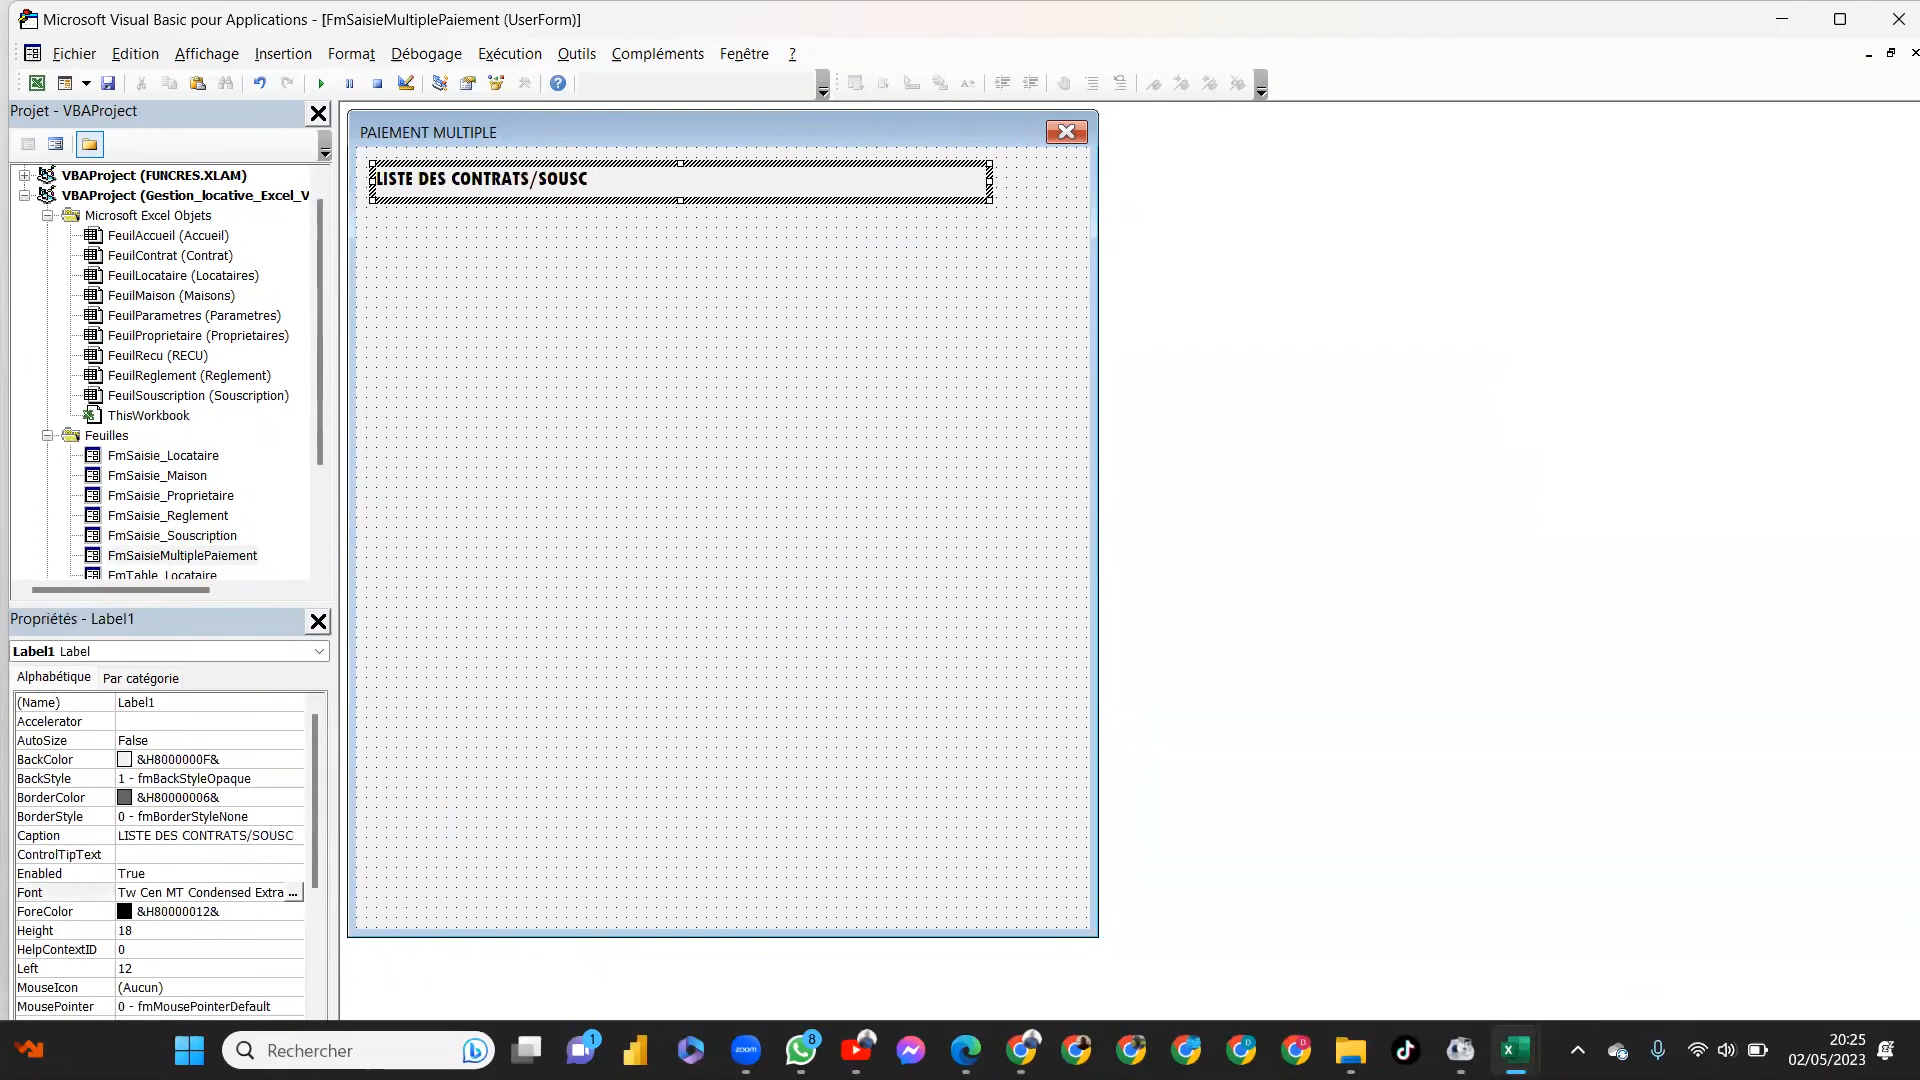 Microsoft Visual Basic pour Applications - [FmSaisieMultiplePaiement (UserForm)]
Fichier Edition Affichage Insertion Format Débogage Exécution Outils Compléments Fenêtre ?
Projet - VBAProject
VBAProject (FUNCRES.XLAM)
VBAProject (Gestion_locative_Excel_V
Microsoft Excel Objets
FeuilAccueil (Accueil)
FeuilContrat (Contrat)
FeuilLocataire (Locataires)
FeuilMaison (Maisons)
FeuilParametres (Parametres)
FeuilProprietaire (Proprietaires)
FeuilRecu (RECU)
FeuilReglement (Reglement)
FeuilSouscription (Souscription)
ThisWorkbook
Feuilles
FmSaisie_Locataire
FmSaisie_Maison
FmSaisie_Proprietaire
FmSaisie_Reglement
FmSaisie_Souscription
FmSaisieMultiplePaiement
FmTable_Locataire
Propriétés - Label1
Label1 Label
Alphabétique Par catégorie
(Name) Label1
Accelerator
AutoSize False
BackColor &H8000000F&
BackStyle 1 - fmBackStyleOpaque
BorderColor &H80000006&
BorderStyle 0 - fmBorderStyleNone
Caption LISTE DES CONTRATS/SOUSC
ControlTipText
Enabled True
Font Tw Cen MT Condensed Extra ...
ForeColor &H80000012&
Height 18
HelpContextID 0
Left 12
MouseIcon (Aucun)
MousePointer 0 - fmMousePointerDefault
PAIEMENT MULTIPLE
LISTE DES CONTRATS/SOUSC
Rechercher
1
zoom
8
20:25
02/05/2023